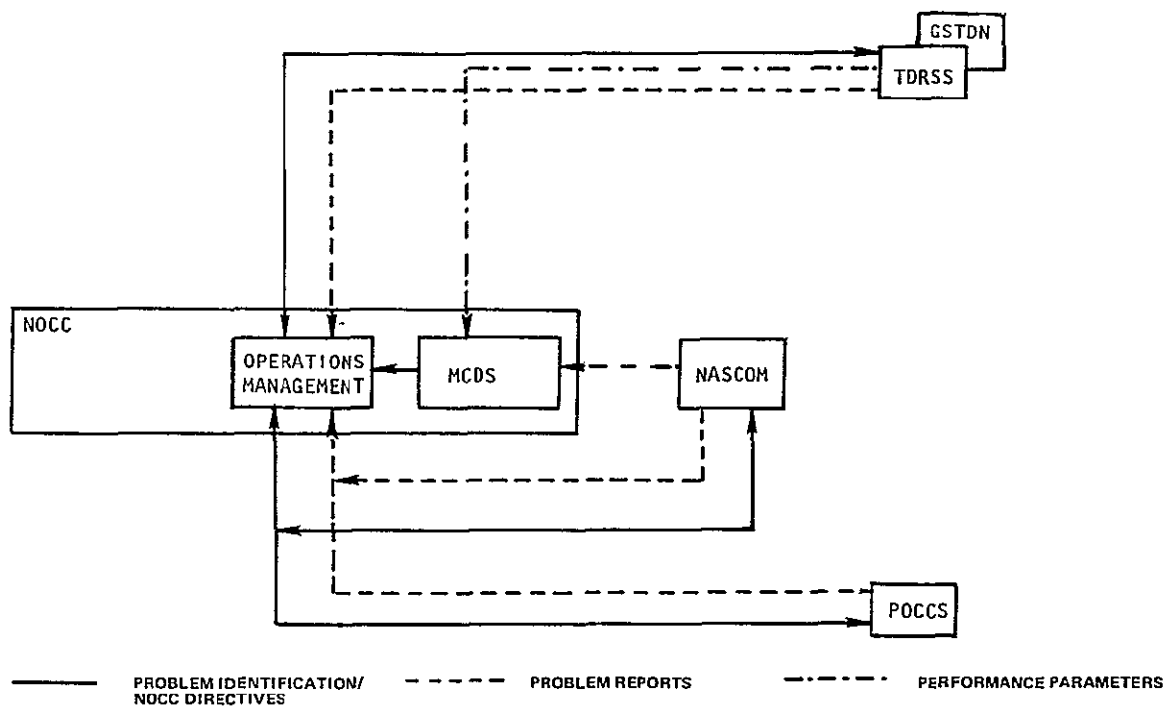 GSTDN
TDRSS
NOCC
OPERATIONS
MANAGEMENT
MCDS
NASCOM
POCCS
PROBLEM IDENTIFICATION/
NOCC DIRECTIVES
PROBLEM REPORTS
PERFORMANCE PARAMETERS